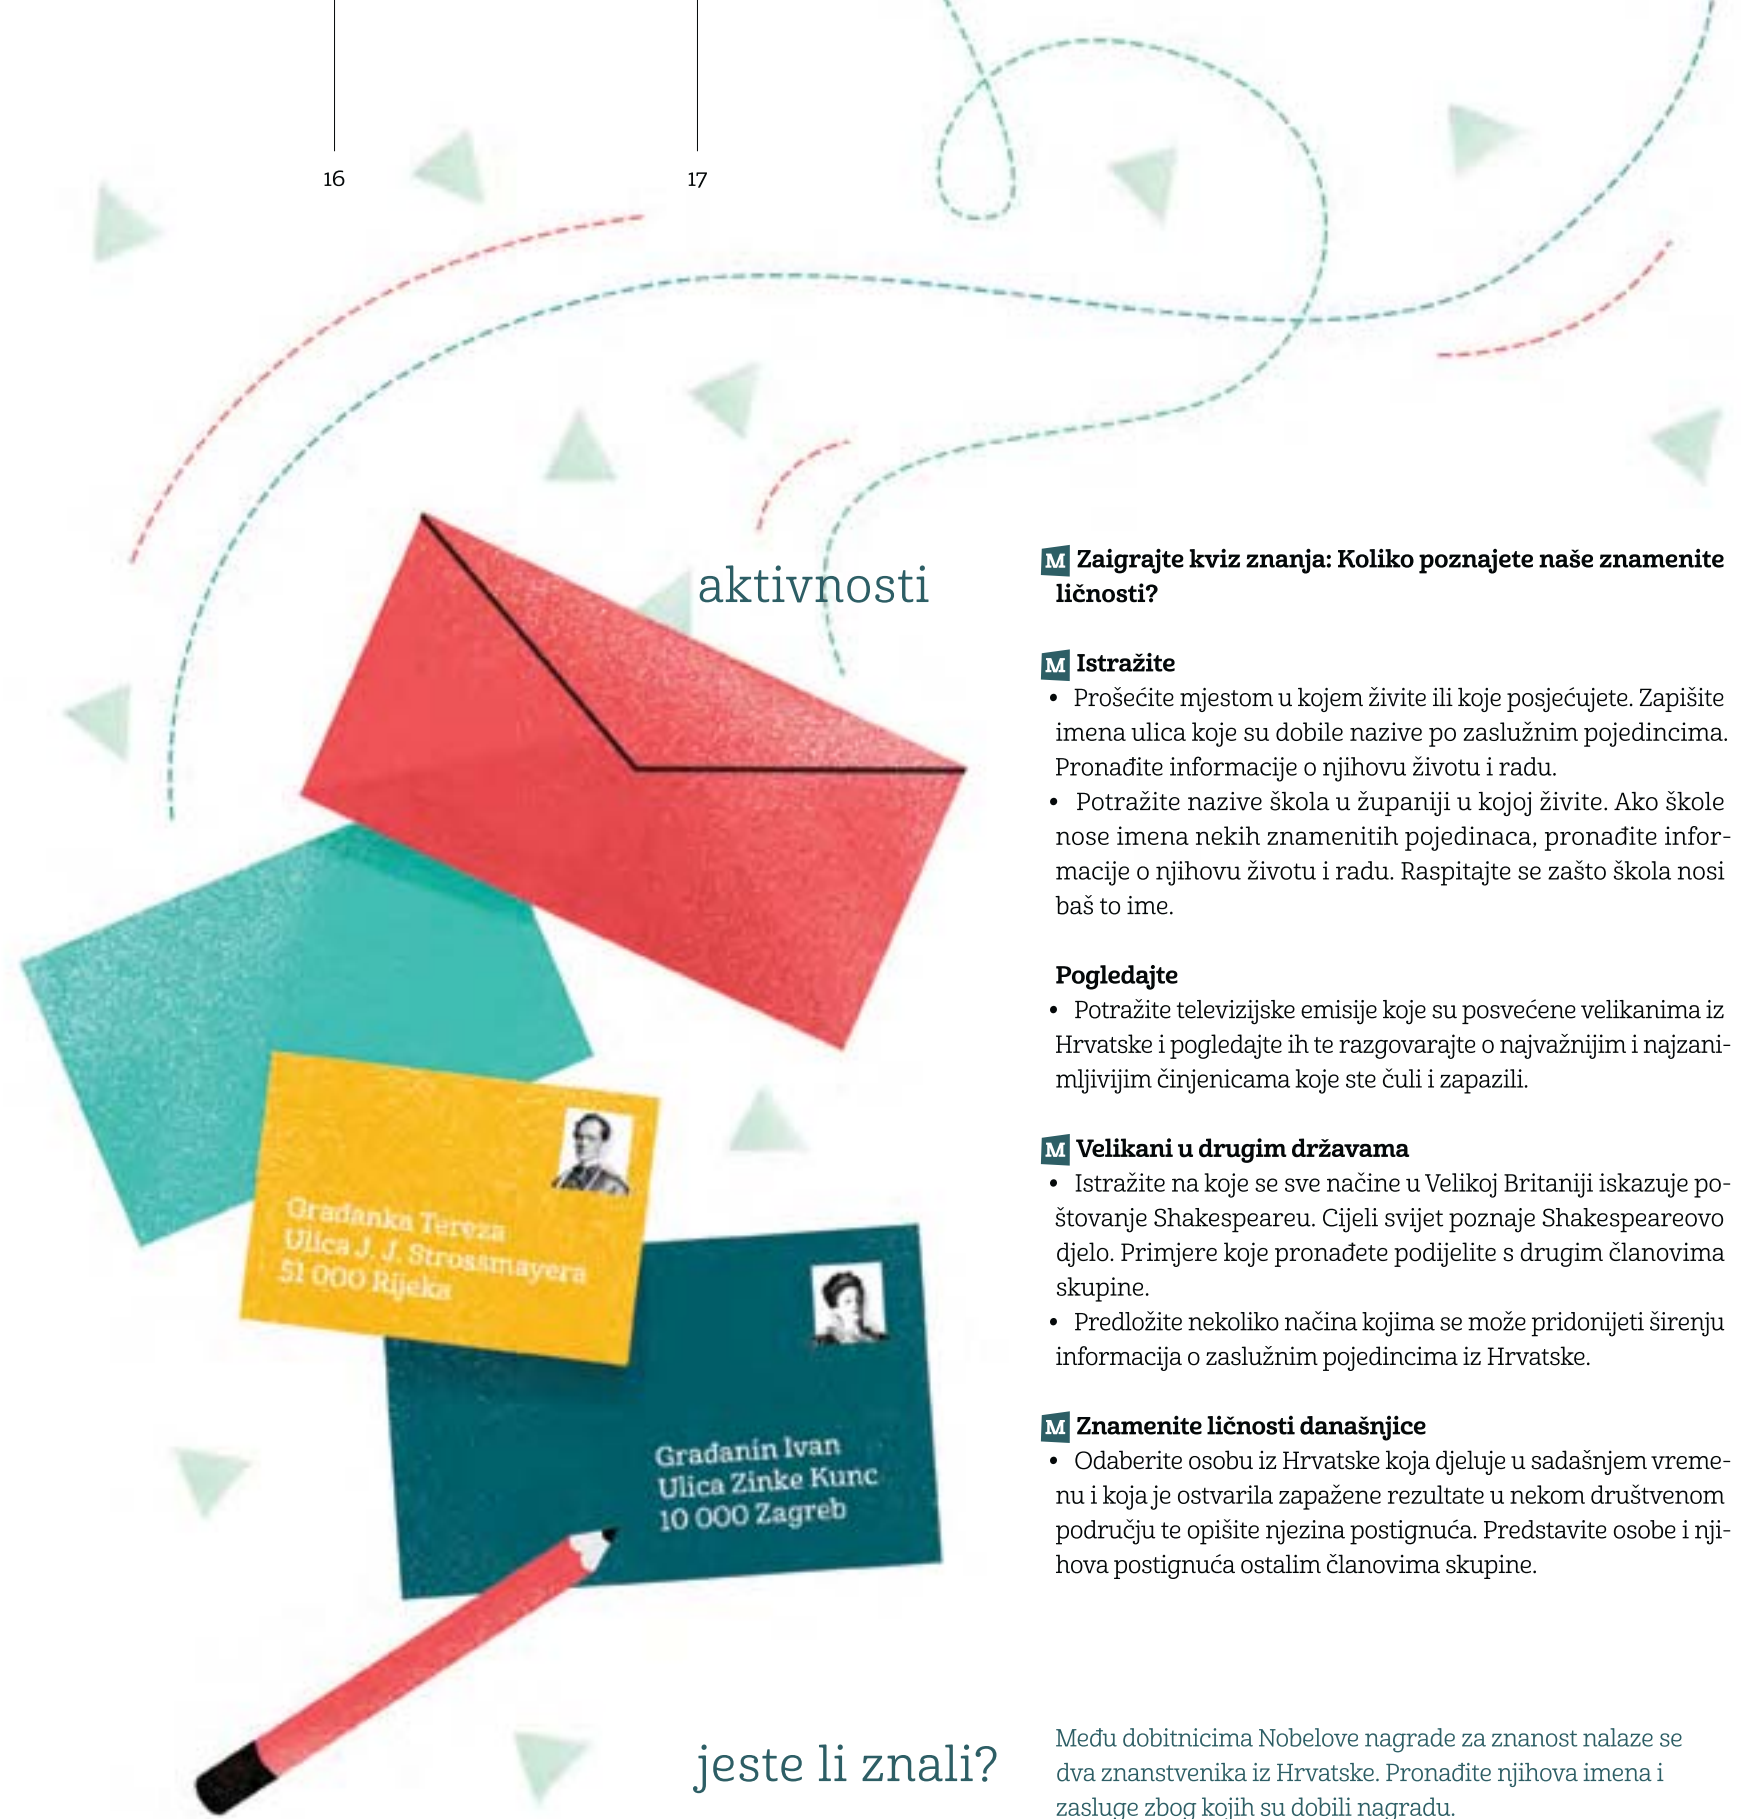 16
17
aktivnosti
M Zaigrajte kviz znanja: Koliko poznajete naše znamenite
ličnosti?
M Istražite
• Prošećite mjestom u kojem živite ili koje posjećujete. Zapišite
imena ulica koje su dobile nazive po zaslužnim pojedincima.
Pronađite informacije o njihovu životu i radu.
• Potražite nazive škola u županiji u kojoj živite. Ako škole
nose imena nekih znamenitih pojedinaca, pronađite infor-
macije o njihovu životu i radu. Raspitajte se zašto škola nosi
baš to ime.
Pogledajte
• Potražite televizijske emisije koje su posvećene velikanima iz
Hrvatske i pogledajte ih te razgovarajte o najvažnijim i najzani-
mljivijim činjenicama koje ste čuli i zapazili.
M Velikani u drugim državama
• Istražite na koje se sve načine u Velikoj Britaniji iskazuje po-
štovanje Shakespeareu. Cijeli svijet poznaje Shakespeareovo
djelo. Primjere koje pronađete podijelite s drugim članovima
skupine.
• Predložite nekoliko načina kojima se može pridonijeti širenju
informacija o zaslužnim pojedincima iz Hrvatske.
M Znamenite ličnosti današnjice
• Odaberite osobu iz Hrvatske koja djeluje u sadašnjem vreme-
nu i koja je ostvarila zapažene rezultate u nekom društvenom
području te opišite njezina postignuća. Predstavite osobe i nji-
hova postignuća ostalim članovima skupine.
Građanka Tereza
Ulica J. J. Strossmayera
51 000 Rijeka
Građanin Ivan
Ulica Zinke Kunc
10 000 Zagreb
jeste li znali?
Među dobitnicima Nobelove nagrade za znanost nalaze se
dva znanstvenika iz Hrvatske. Pronađite njihova imena i
zasluge zbog kojih su dobili nagradu.